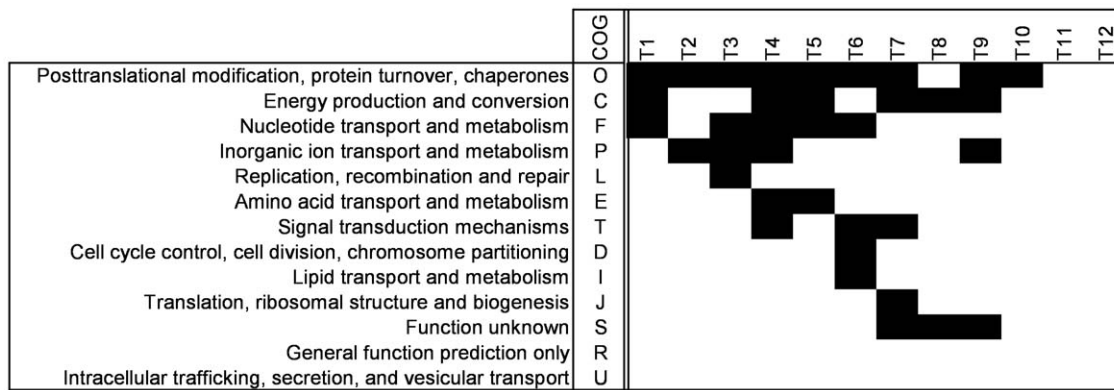 COG T1 T2 T3 T4 T5 T6 T7 T8 T9 T10 T11 T12
Posttranslational modification, protein turnover, chaperones O
Energy production and conversion C
Nucleotide transport and metabolism F
Inorganic ion transport and metabolism P
Replication, recombination and repair L
Amino acid transport and metabolism E
Signal transduction mechanisms T
Cell cycle control, cell division, chromosome partitioning D
Lipid transport and metabolism I
Translation, ribosomal structure and biogenesis J
Function unknown S
General function prediction only R
Intracellular trafficking, secretion, and vesicular transport U